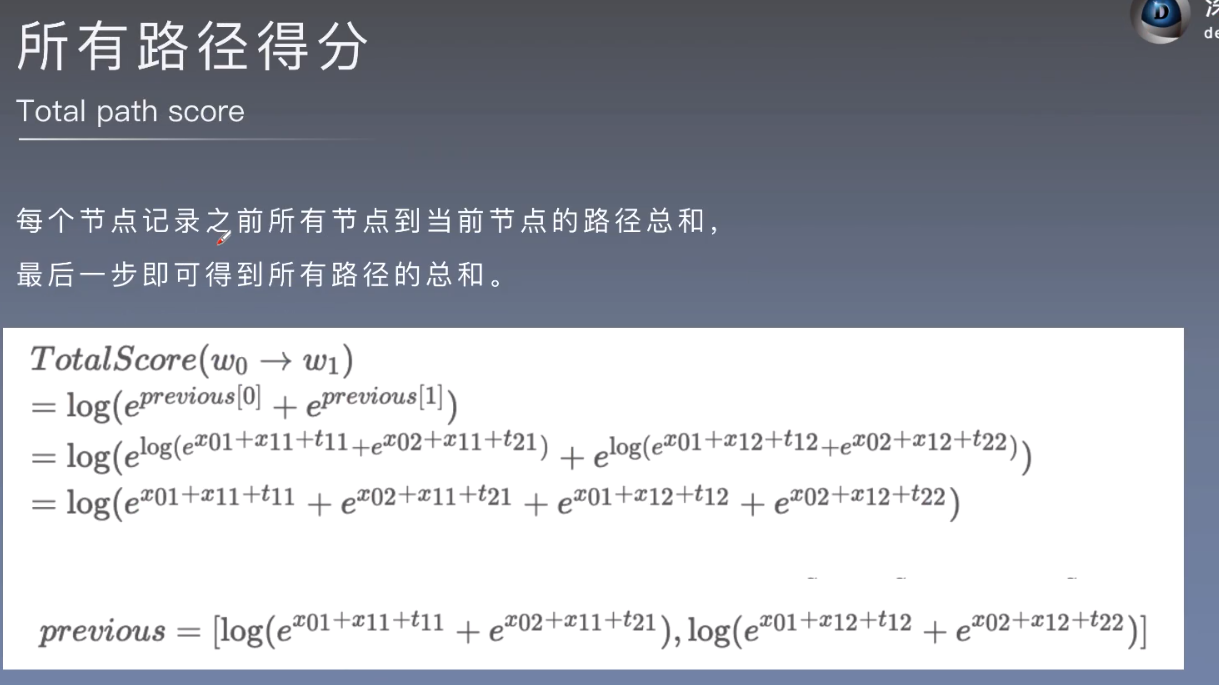 所有路径得分
Total path score
每个节点记录之前所有节点到当前节点的路径总和，
最后一步即可得到所有路径的总和。
TotalScore(w₀ → w₁)
= log(e^{previous[0]} + e^{previous[1]})
= log(e^{log(e^{x01+x11+t11}+e^{x02+x11+t21})} + e^{log(e^{x01+x12+t12}+e^{x02+x12+t22})})
= log(e^{x01+x11+t11} + e^{x02+x11+t21} + e^{x01+x12+t12} + e^{x02+x12+t22})
previous = [log(e^{x01+x11+t11} + e^{x02+x11+t21}), log(e^{x01+x12+t12} + e^{x02+x12+t22})]